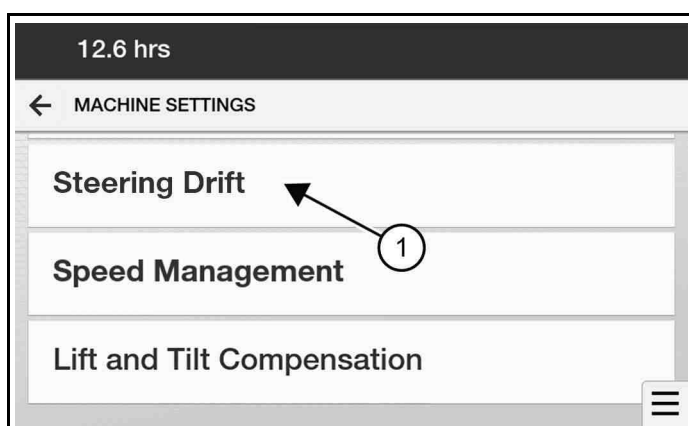 12.6 hrs
MACHINE SETTINGS
Steering Drift
1
Speed Management
Lift and Tilt Compensation